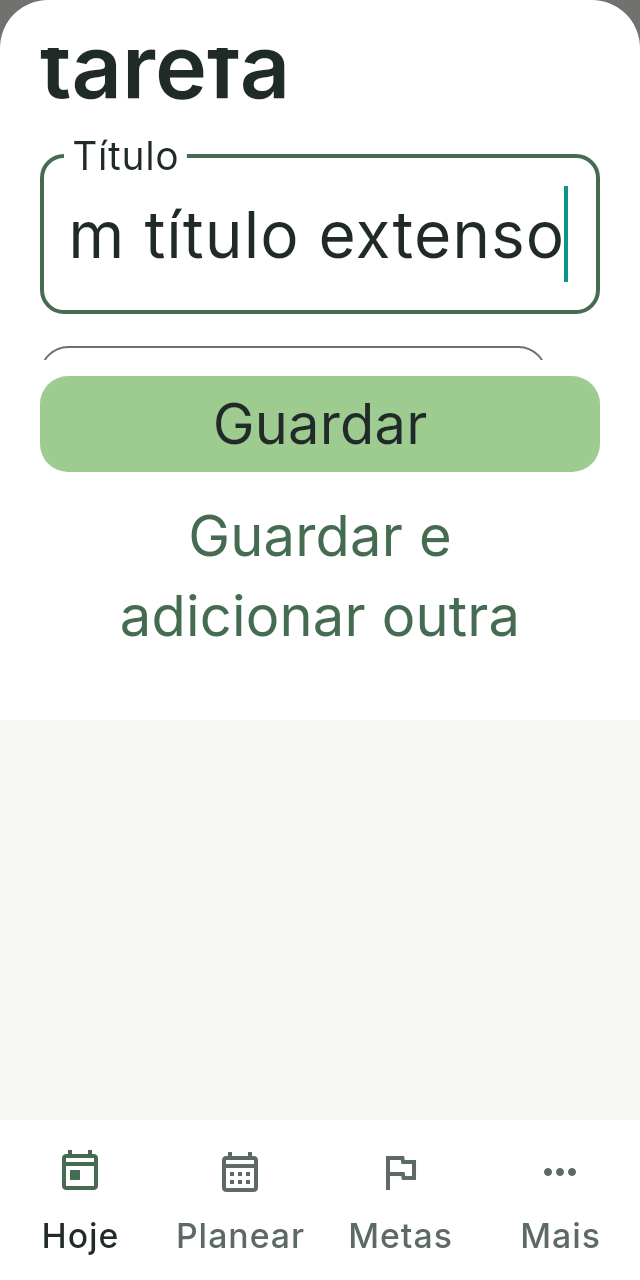 tarefa
Título
m título extenso
Guardar
Guardar e
adicionar outra
Hoje
Planear
Metas
Mais